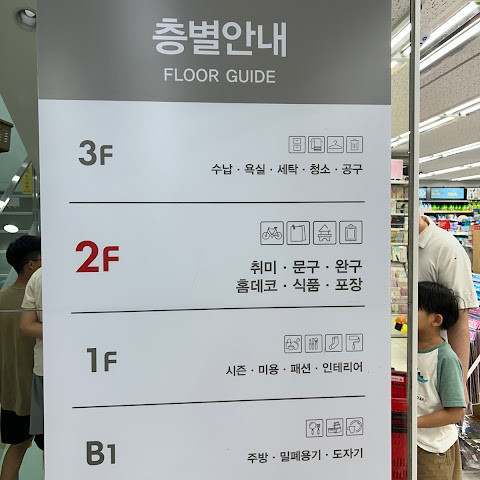 층별안내
FLOOR GUIDE
3F
수납 · 욕실 · 세탁 · 청소 · 공구
2F
취미 · 문구 · 완구
홈데코 · 식품 · 포장
1F
시즌 · 미용 · 패션 · 인테리어
B1
주방 · 밀폐용기 · 도자기